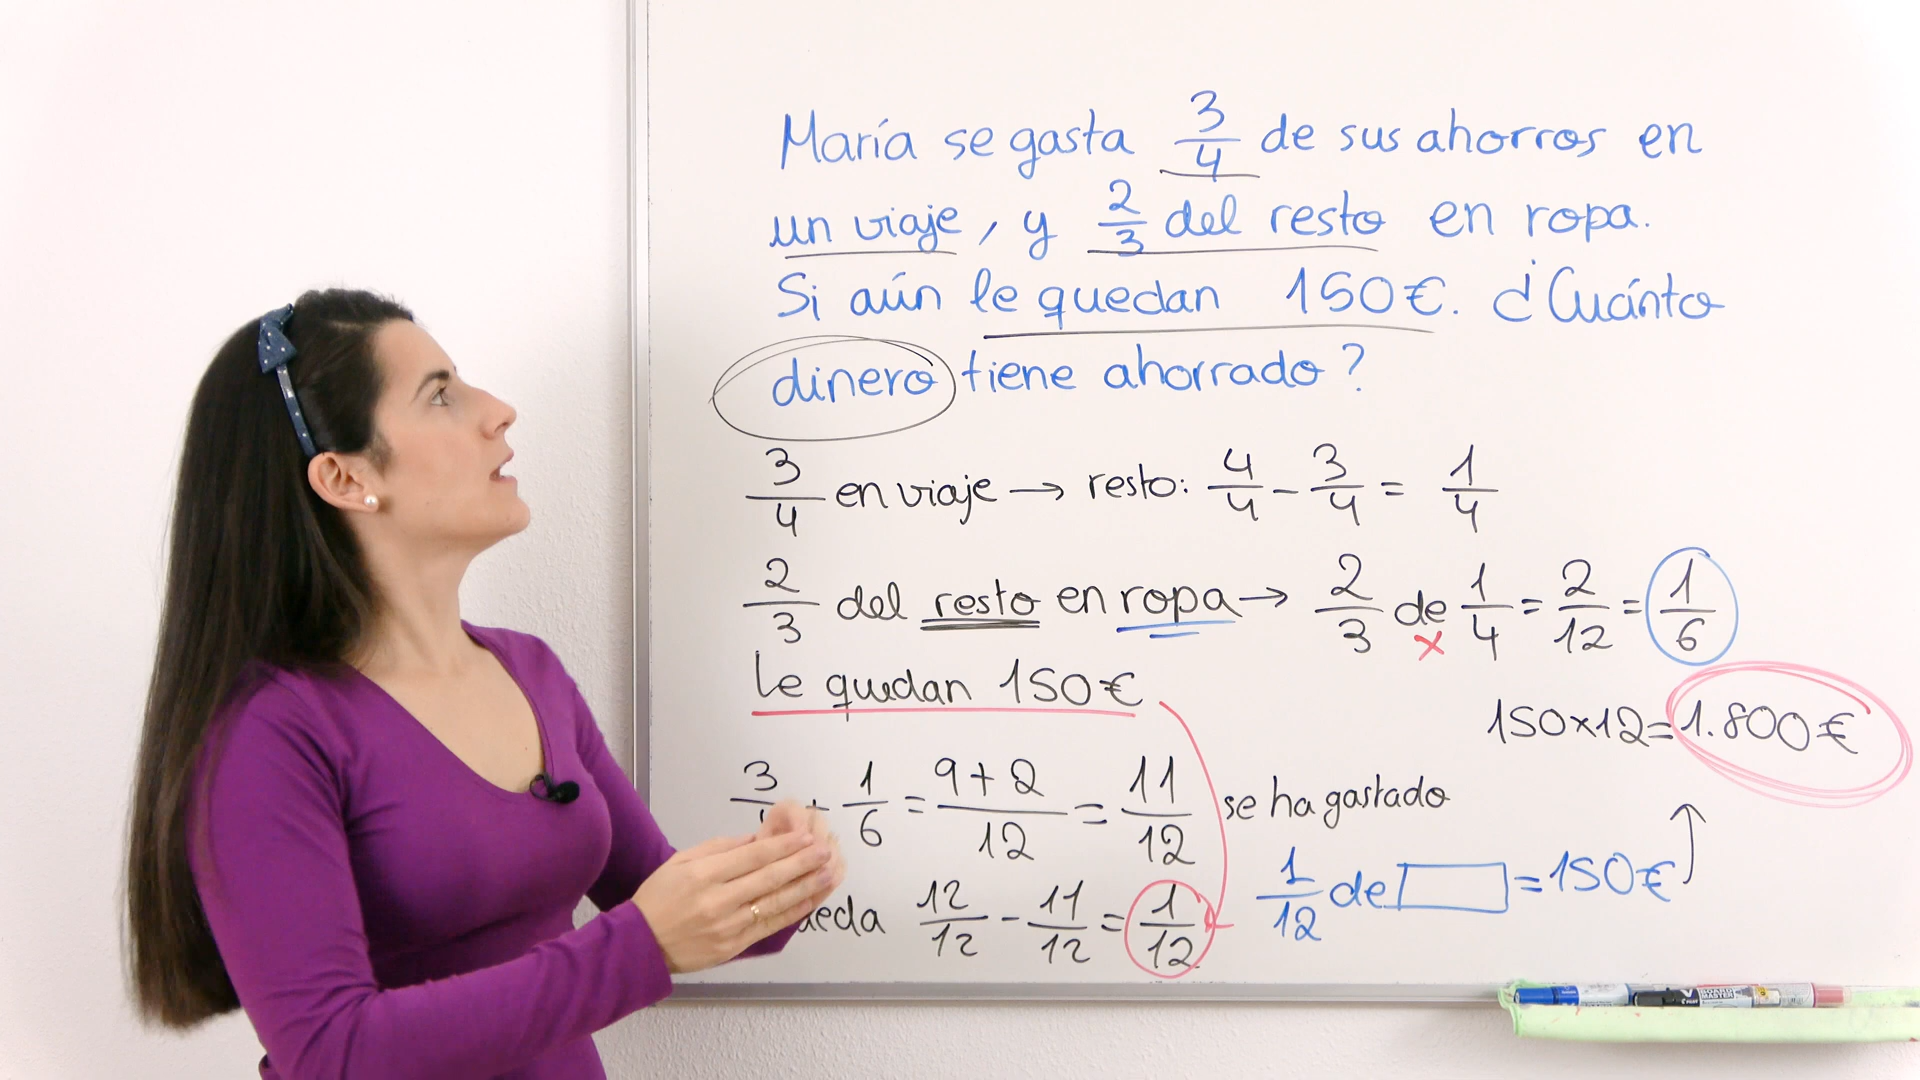 María se gasta 3/4 de sus ahorros en
un viaje, y 2/3 del resto en ropa.
Si aún le quedan 150€. ¿Cuánto
dinero tiene ahorrado?
3/4 en viaje → resto: 4/4 - 3/4 = 1/4
2/3 del resto en ropa → 2/3 de 1/4 = 2/12 = 1/6
x
Le quedan 150€
150x12=1.800€
3/ + 1/6 = 9+2/12 = 11/12 se ha gastado
12/12 - 11/12 = 1/12
1/12 de = 150€
V BOARD MASTER